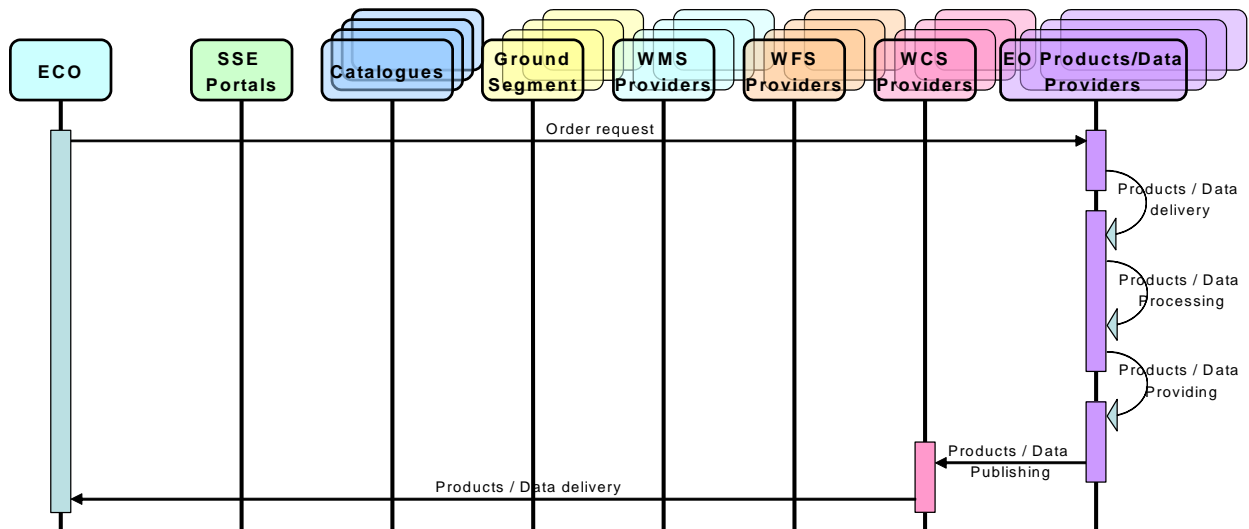 ECO
SSE
Portals
Catalogues
Ground
Segment
WMS
Providers
WFS
Providers
WCS
Providers
EO Products/Data
Providers
Order request
Products / Data
delivery
Products / Data
Processing
Products / Data
Providing
Products / Data
Publishing
Products / Data delivery